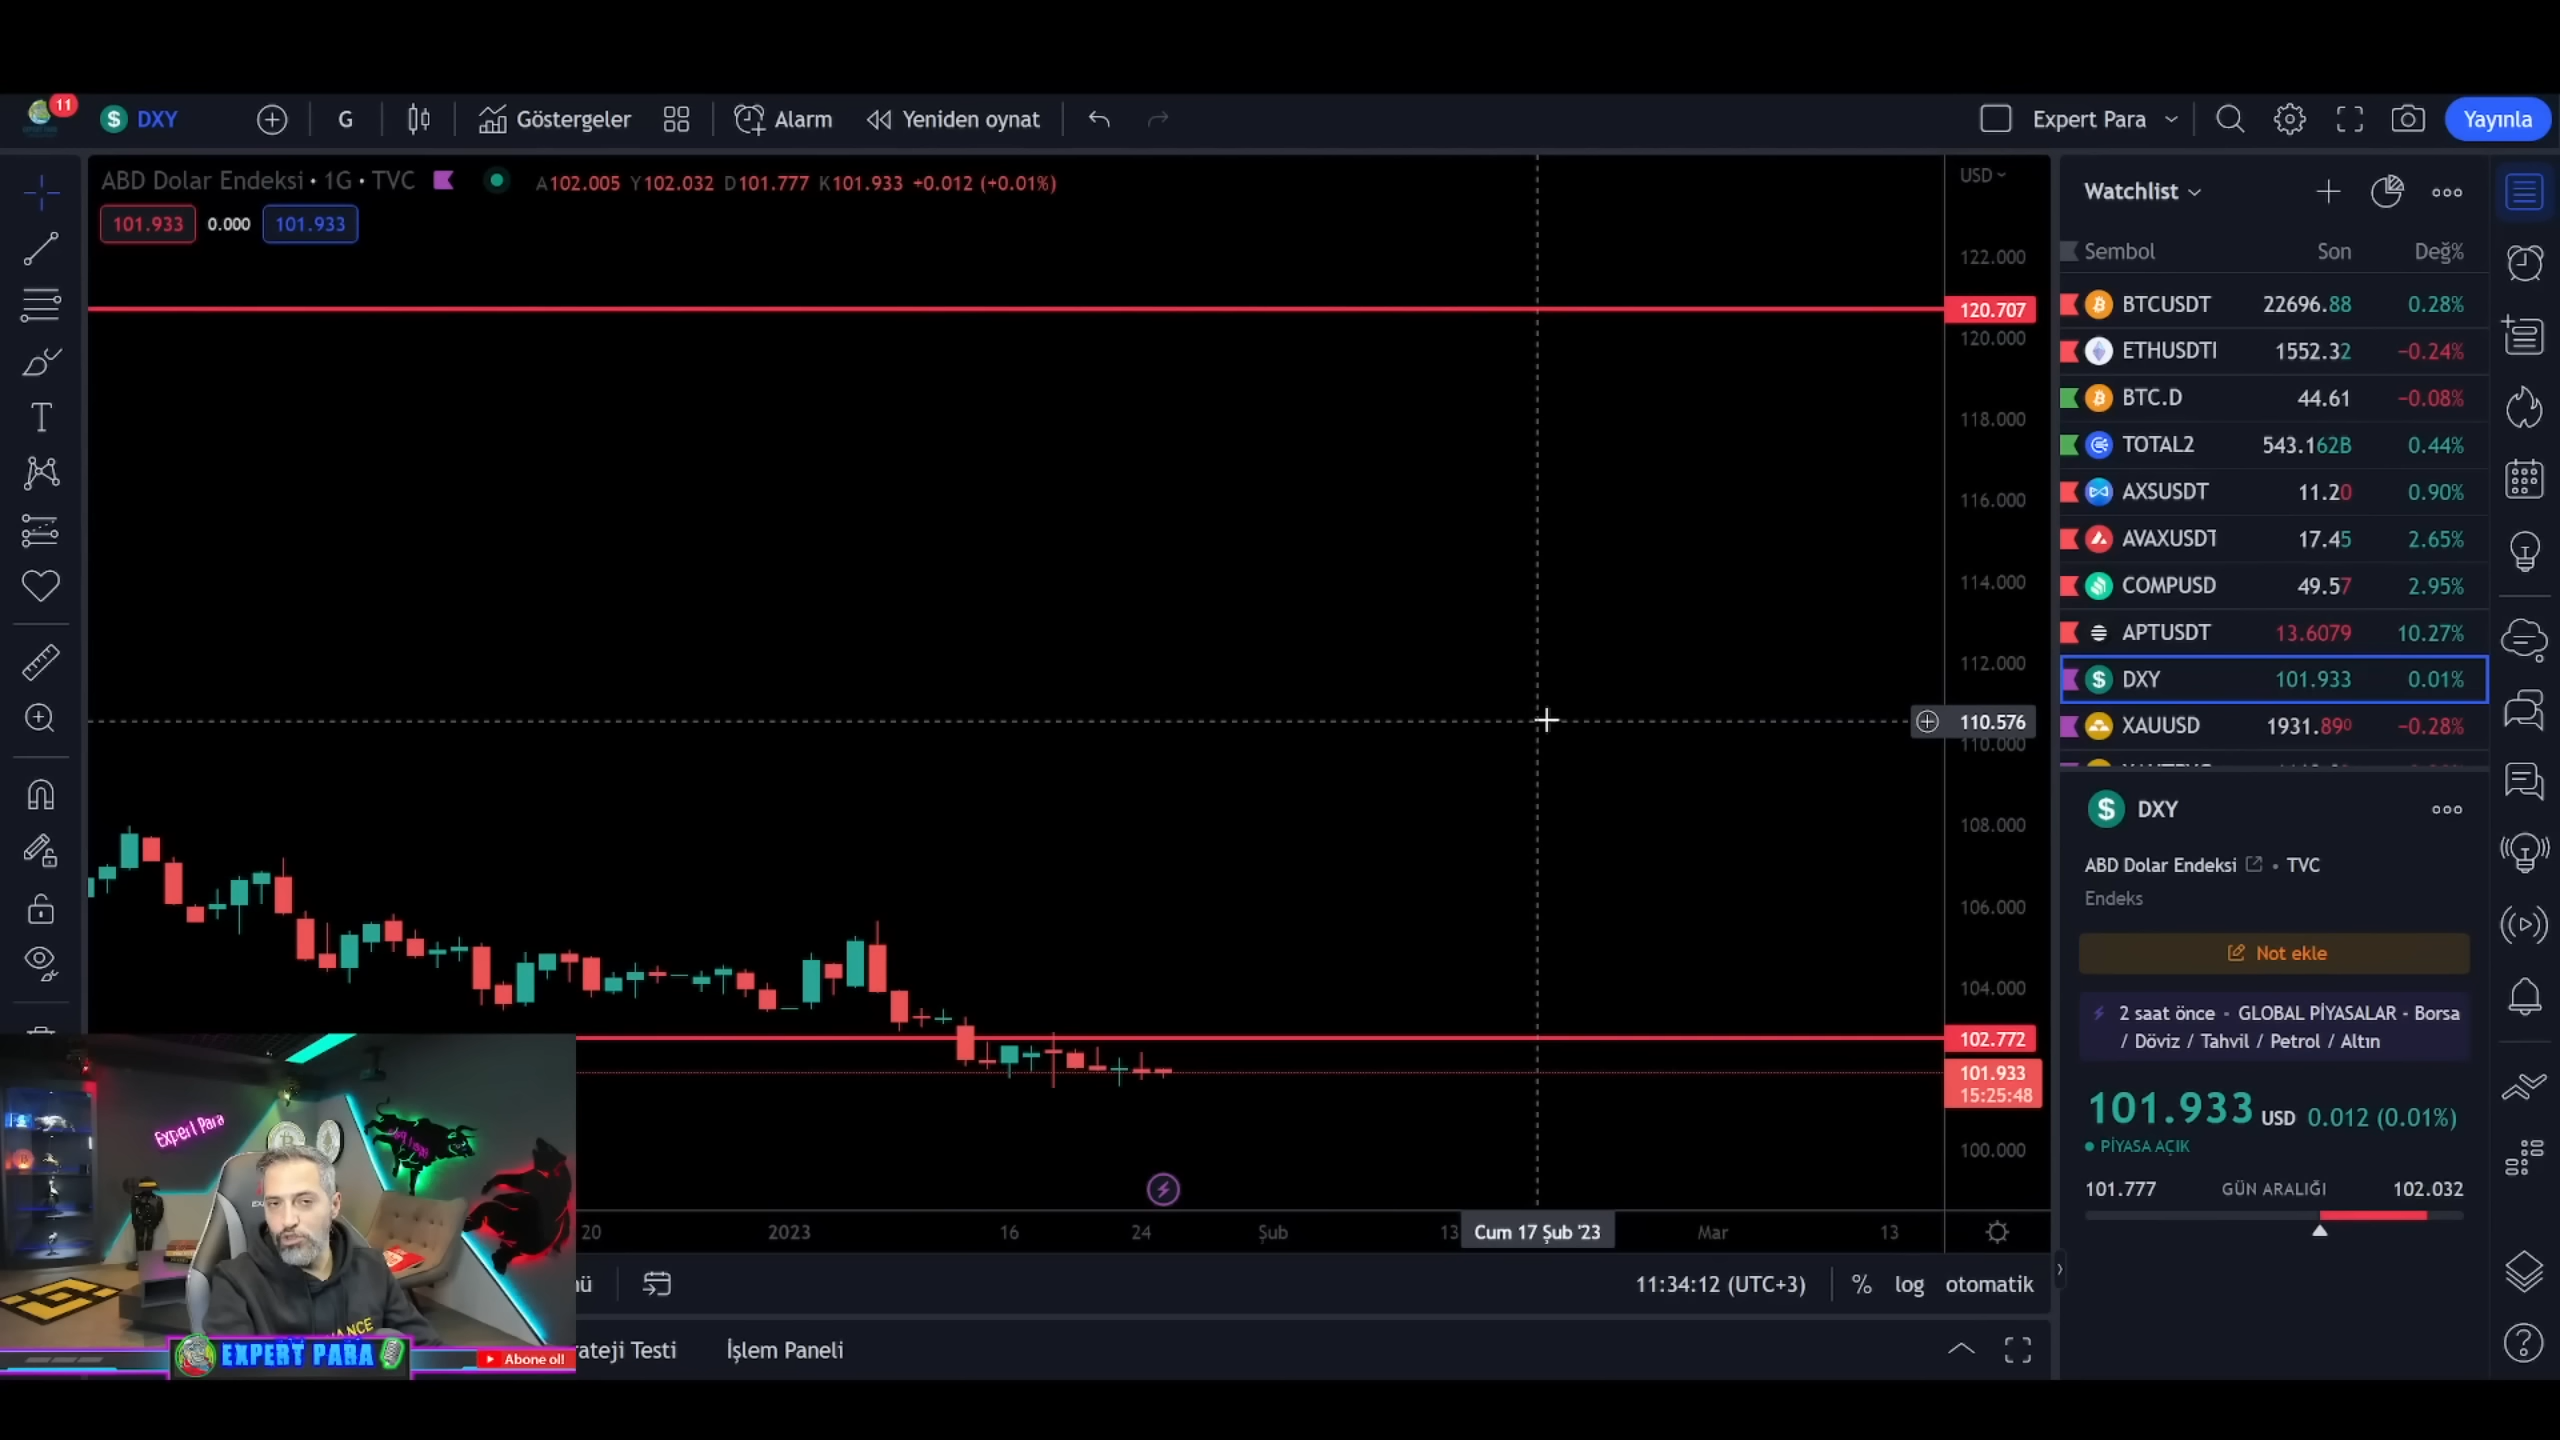 11
DXY
G
Göstergeler
Alarm
Yeniden oynat
Expert Para
Yayınla
ABD Dolar Endeksi • 1G • TVC
A102.005 Y102.032 D101.777 K101.933 +0.012 (+0.01%)
101.933 0.000 101.933
USD
122.000
120.707
120.000
118.000
116.000
114.000
112.000
110.576
110.000
108.000
106.000
104.000
102.772
101.933
15:25:48
100.000
20 2023 16 24 Şub 13 Cum 17 Şub '23 Mar 13
11:34:12 (UTC+3) % log otomatik
ateji Testi İşlem Paneli
Watchlist
Sembol Son Değ%
BTCUSDT 22696.88 0.28%
ETHUSDT 1552.32 −0.24%
BTC.D 44.61 −0.08%
TOTAL2 543.162B 0.44%
AXSUSDT 11.20 0.90%
AVAXUSDT 17.45 2.65%
COMPUSD 49.57 2.95%
APTUSDT 13.6079 10.27%
DXY 101.933 0.01%
XAUUSD 1931.890 −0.28%
DXY
ABD Dolar Endeksi • TVC
Endeks
Not ekle
2 saat önce • GLOBAL PİYASALAR - Borsa
/ Döviz / Tahvil / Petrol / Altın
101.933 USD 0.012 (0.01%)
PİYASA AÇIK
101.777 GÜN ARALIĞI 102.032
Expert Para
EXPERT PARA
Abone ol!